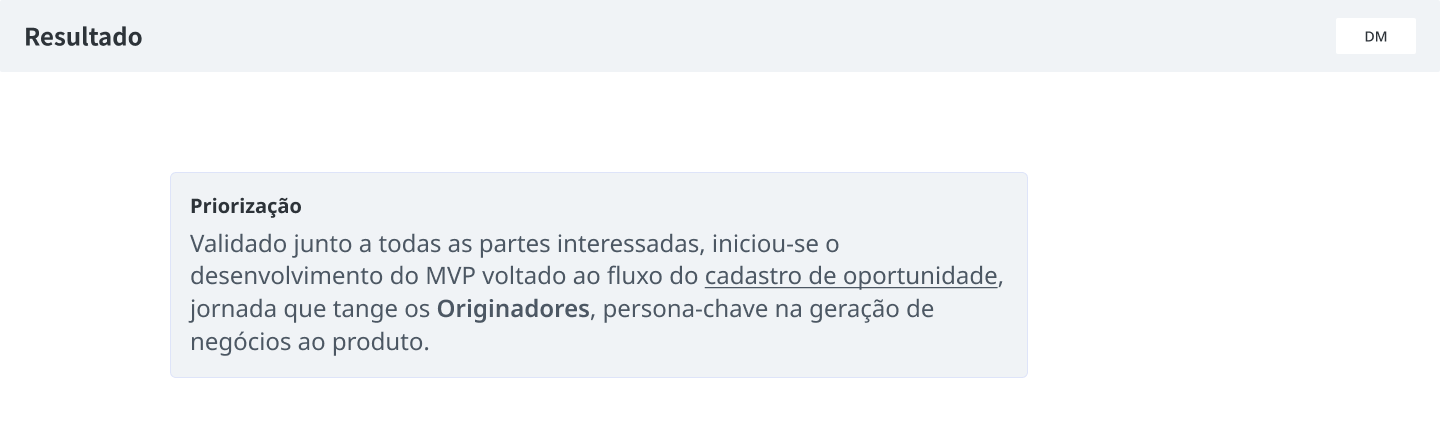 Resultado
DM
Priorização
Validado junto a todas as partes interessadas, iniciou-se o
desenvolvimento do MVP voltado ao fluxo do cadastro de oportunidade,
jornada que tange os Originadores, persona-chave na geração de
negócios ao produto.